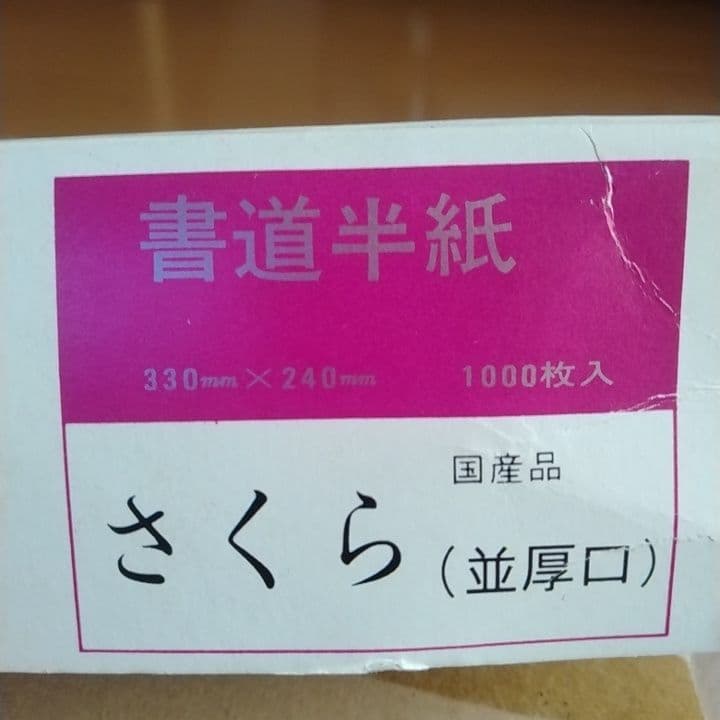 書道半紙
330mm×240mm 1000枚入
国産品
さくら (並厚口)